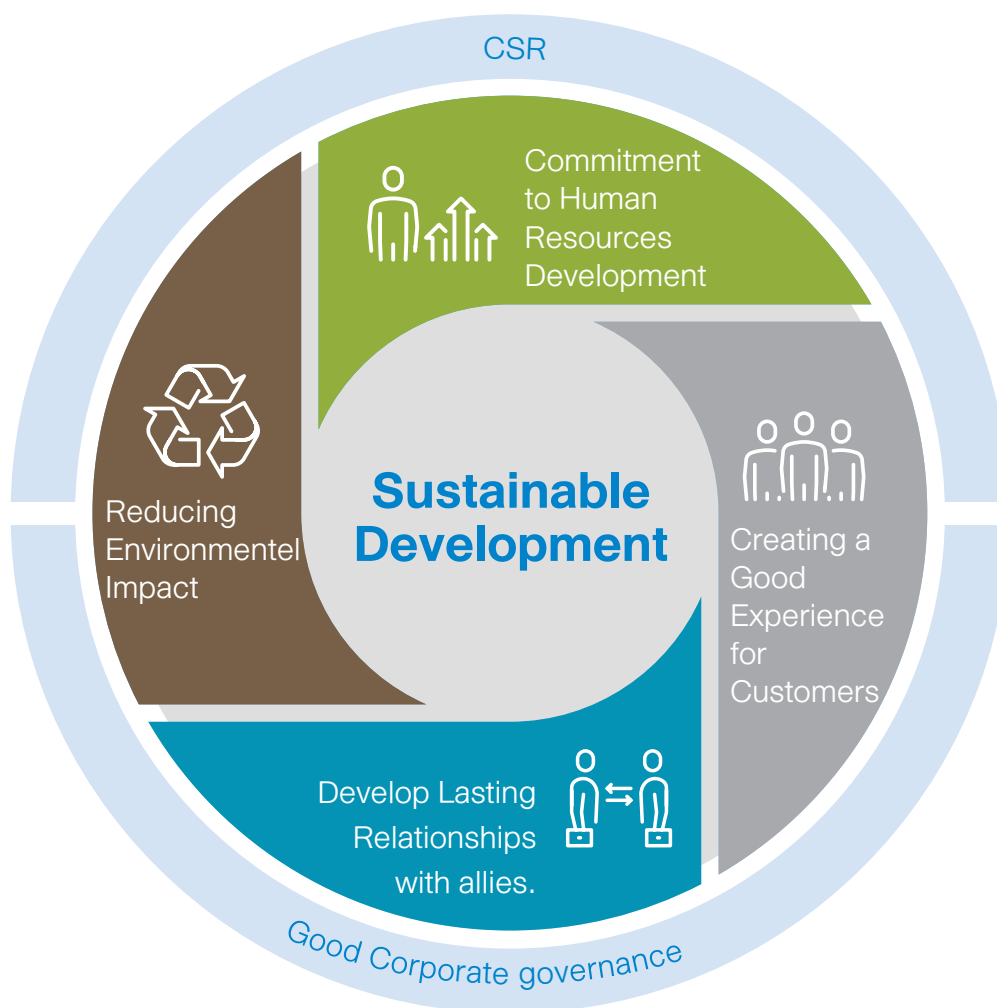 CSR
Commitment
to Human
Resources
Development
Reducing
Environmentel
Impact
Sustainable
Development
Creating a
Good
Experience
for
Customers
Develop Lasting
Relationships
with allies.
Good Corporate governance